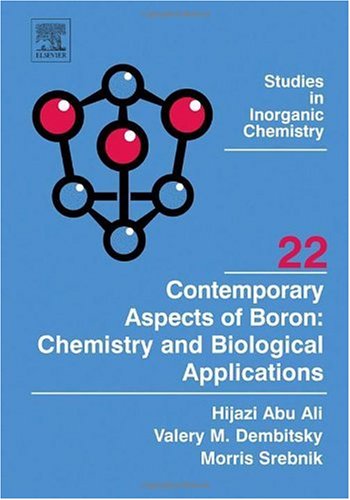 ELSEVIER
Studies
in
Inorganic
Chemistry
22
Contemporary
Aspects of Boron:
Chemistry and Biological
Applications
Hijazi Abu Ali
Valery M. Dembitsky
Morris Srebnik